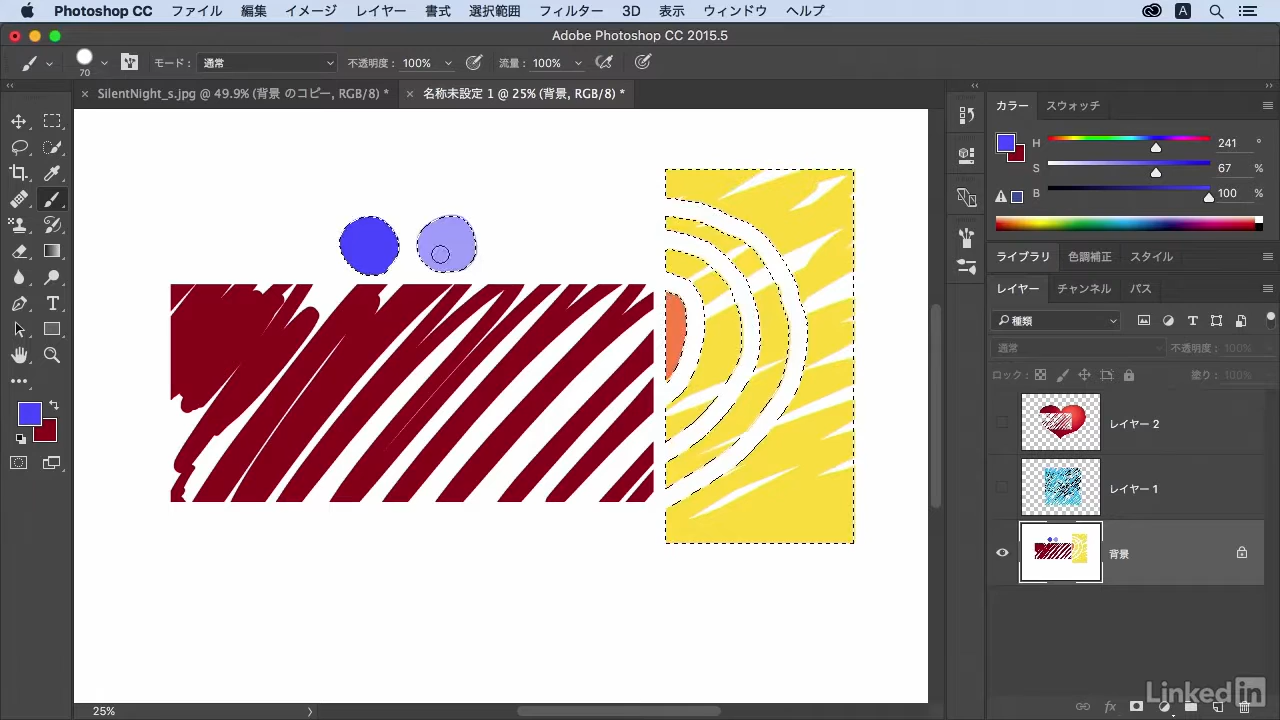 Photoshop CC ファイル 編集 イメージ レイヤー 書式 選択範囲 フィルター 3D 表示 ウィンドウ ヘルプ A
Adobe Photoshop CC 2015.5
70 モード: 通常 不透明度: 100% 流量: 100%
SilentNight_s.jpg @ 49.9% (背景 のコピー, RGB/8) * 名称未設定 1 @ 25% (背景, RGB/8) *
カラー スウォッチ
H 241 °
S 67 %
B 100 %
ライブラリ 色調補正 スタイル
レイヤー チャンネル パス
種類
通常 不透明度: 100%
ロック: 塗り: 100%
レイヤー 2
レイヤー 1
背景
25%
fx
Linked in